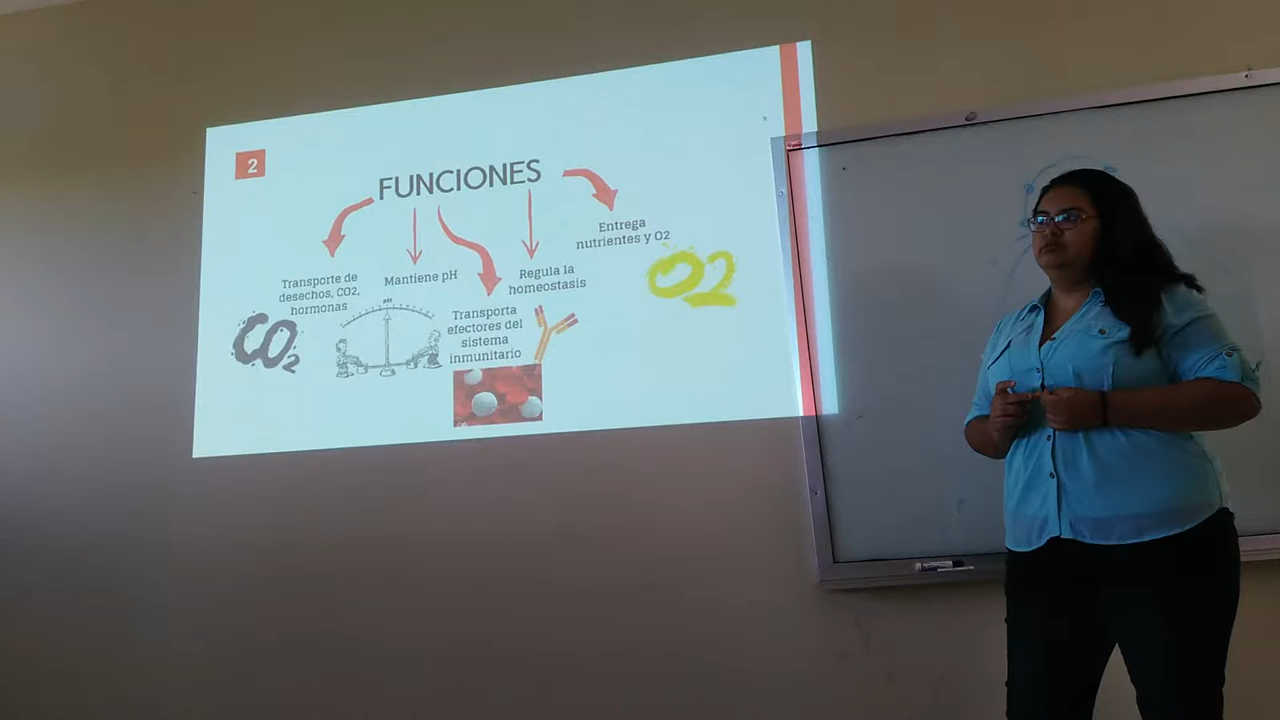 2
FUNCIONES
Transporte de
desechos, CO2,
hormonas
CO2
Mantiene pH
pH
Transporta
efectores del
sistema
inmunitario
Regula la
homeostasis
Entrega
nutrientes y O2
O2